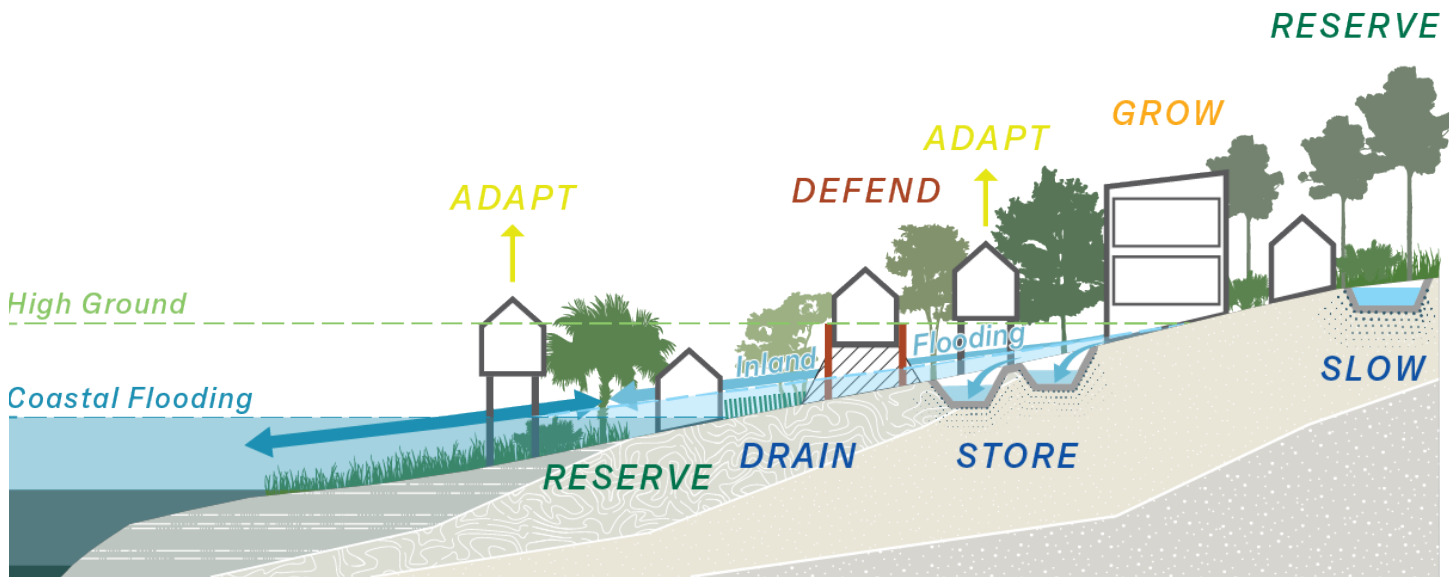 RESERVE
GROW
ADAPT
DEFEND
ADAPT
High Ground
Inland Flooding
Coastal Flooding
SLOW
DRAIN
STORE
RESERVE